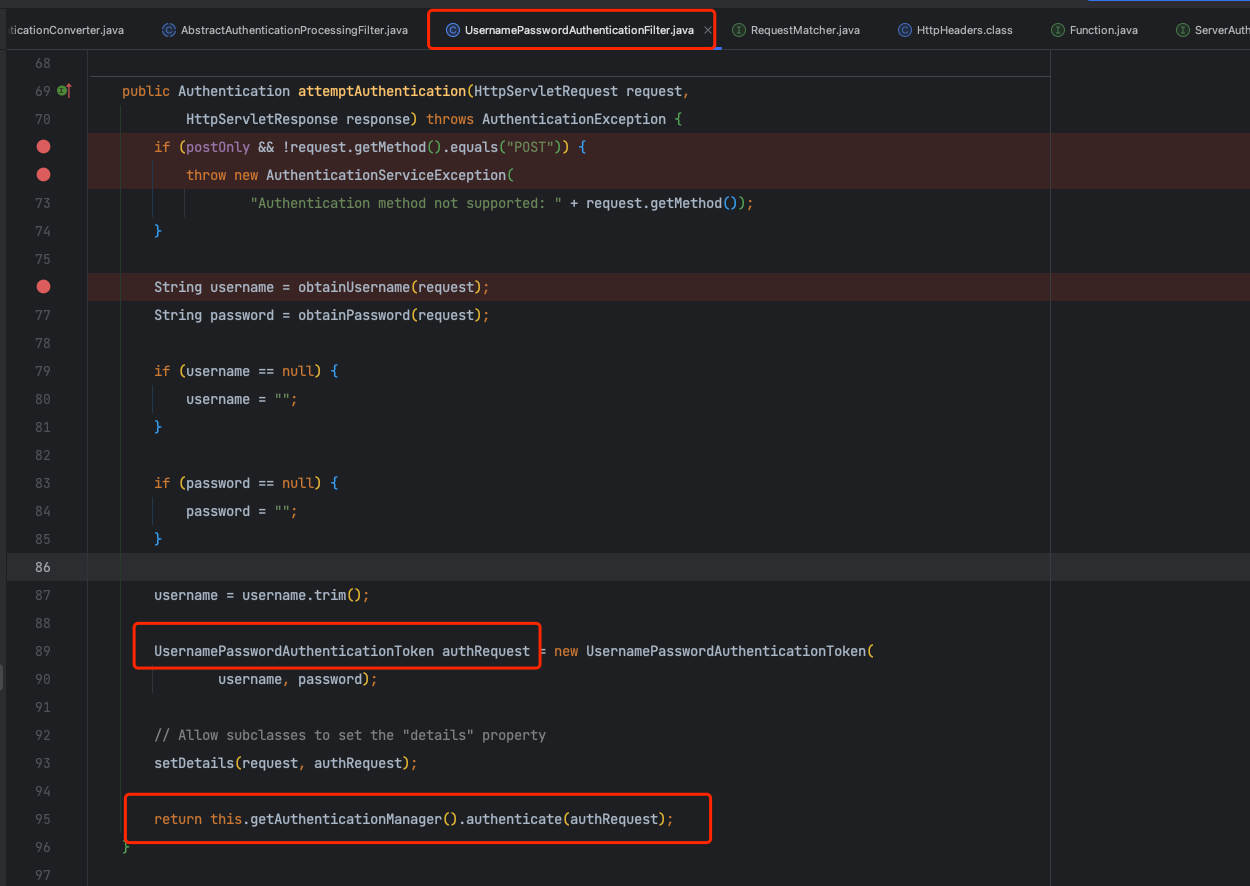 ticationConverter.java AbstractAuthenticationProcessingFilter.java UsernamePasswordAuthenticationFilter.java RequestMatcher.java HttpHeaders.class Function.java ServerAuth
68
69 public Authentication attemptAuthentication(HttpServletRequest request,
70 HttpServletResponse response) throws AuthenticationException {
if (postOnly && !request.getMethod().equals("POST")) {
throw new AuthenticationServiceException(
73 "Authentication method not supported: " + request.getMethod());
74 }
75
String username = obtainUsername(request);
77 String password = obtainPassword(request);
78
79 if (username == null) {
80 username = "";
81 }
82
83 if (password == null) {
84 password = "";
85 }
86
87 username = username.trim();
88
89 UsernamePasswordAuthenticationToken authRequest = new UsernamePasswordAuthenticationToken(
90 username, password);
91
92 // Allow subclasses to set the "details" property
93 setDetails(request, authRequest);
94
95 return this.getAuthenticationManager().authenticate(authRequest);
96 }
97